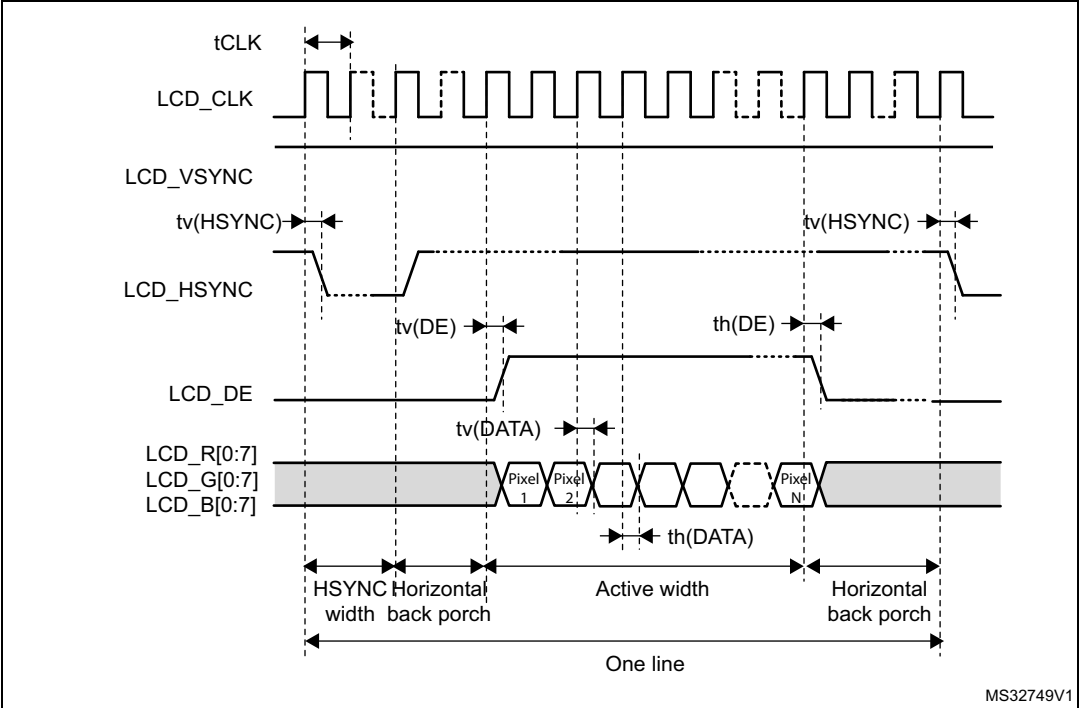 tCLK
LCD_CLK
LCD_VSYNC
tv(HSYNC)
tv(HSYNC)
LCD_HSYNC
tv(DE)
th(DE)
LCD_DE
tv(DATA)
LCD_R[0:7]
LCD_G[0:7]
LCD_B[0:7]
Pixel
1
Pixel
2
Pixel
N
th(DATA)
HSYNC
width
Horizontal
back porch
Active width
Horizontal
back porch
One line
MS32749V1